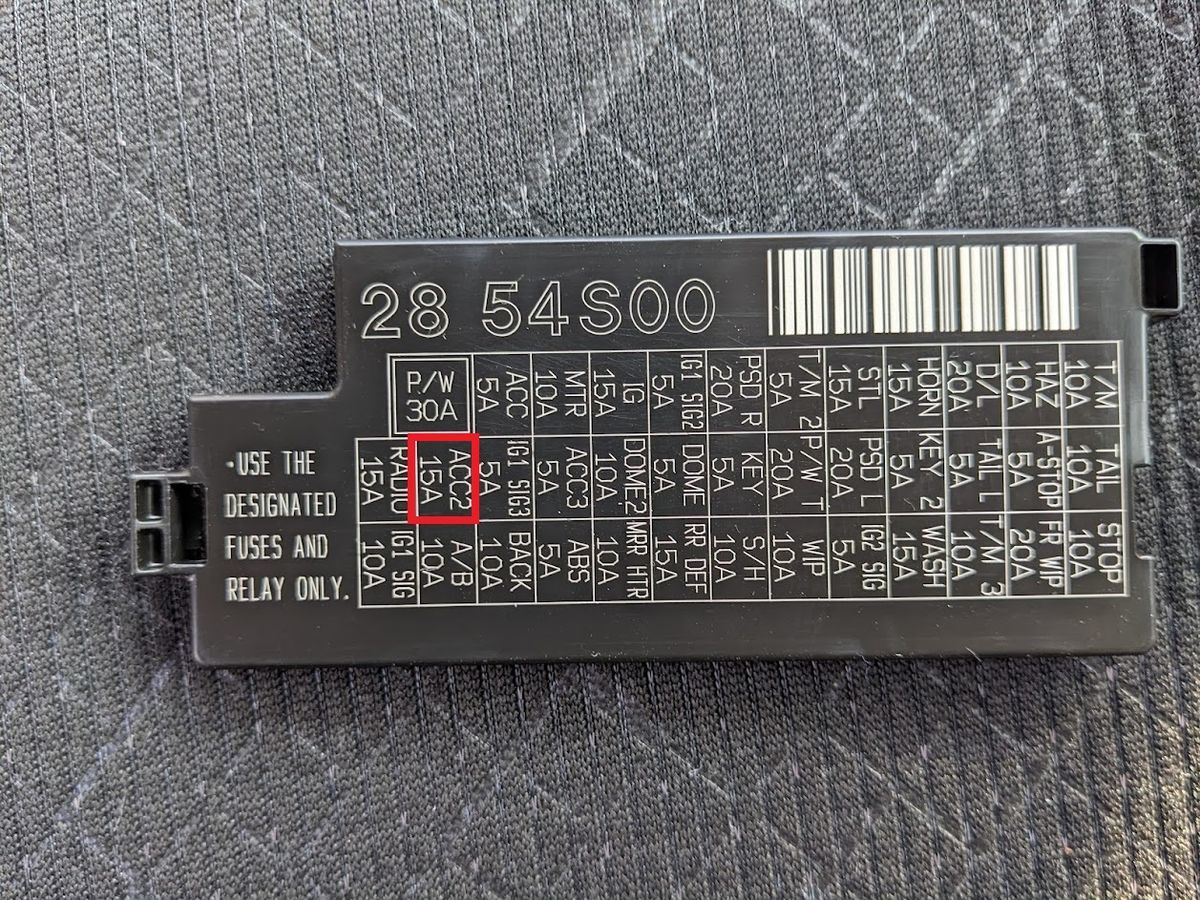 28 54S00
T/M TAIL STOP
10A 10A 10A
HAZ A-STOP FR WIP
10A 5A 20A
D/L TAIL L T/M 3
20A 5A 10A
HORN KEY 2 WASH
15A 5A 15A
STL PSD L IG2 SIG
15A 20A 5A
T/M 2 P/W T WIP
5A 20A 10A
PSD R KEY S/H
20A 5A 10A
IG1 SIG2 DOME RR DEF
5A 5A 15A
IG DOME2 MRR HTR
15A 10A 10A
MTR ACC3 ABS
10A 5A 5A
ACC IG1 SIG3 BACK
5A 5A 10A
P/W
30A
ACC2 A/B
15A 10A
RADIO IG1 SIG
15A 10A
·USE THE
DESIGNATED
FUSES AND
RELAY ONLY.